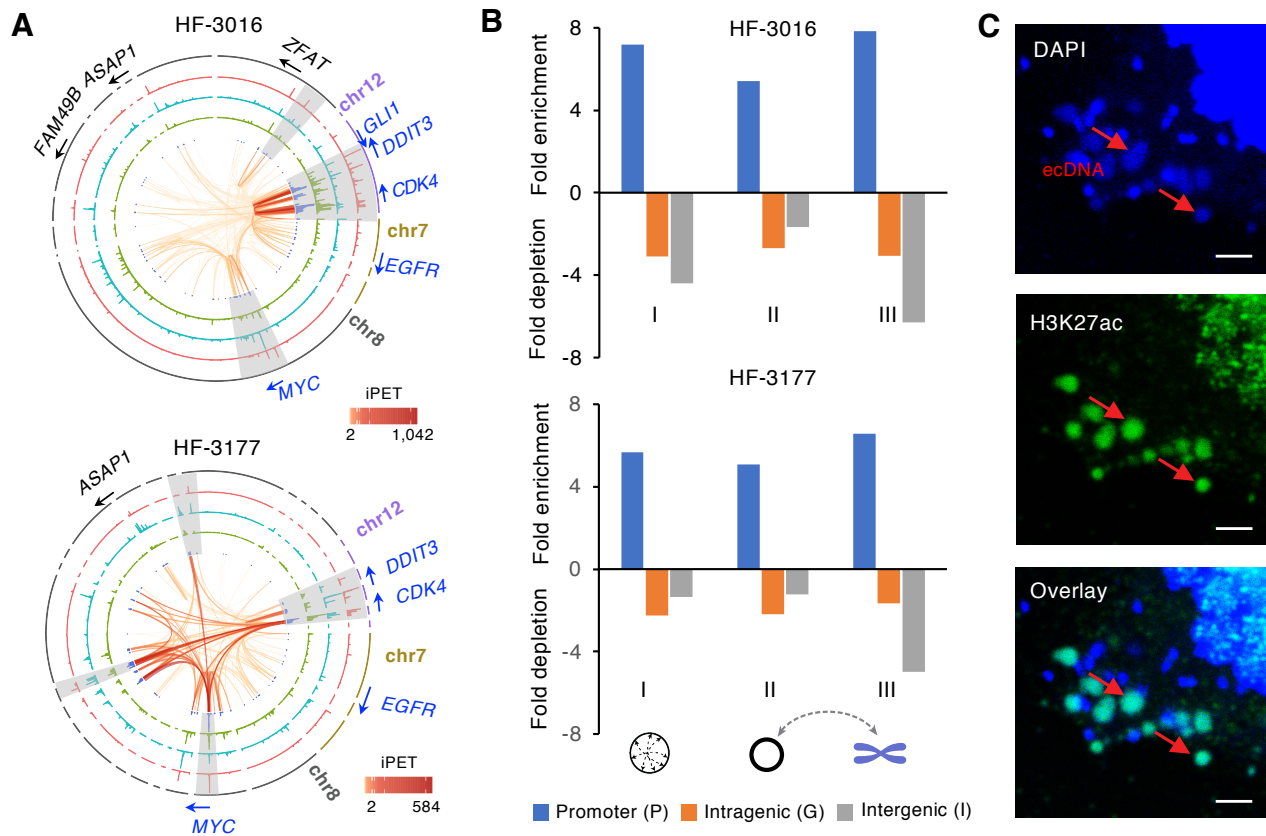 A
HF-3016
ZFAT
ASAP1
FAM49B
chr12
GLI1
DDIT3
CDK4
chr7
EGFR
chr8
MYC
iPET
2 1,042
HF-3177
ASAP1
chr12
DDIT3
CDK4
chr7
EGFR
chr8
MYC
iPET
2 584
B
HF-3016
8
4
0
-4
-8
Fold enrichment
Fold depletion
I II III
HF-3177
8
4
0
-4
-8
Fold enrichment
Fold depletion
I II III
Promoter (P) Intragenic (G) Intergenic (I)
C
DAPI
ecDNA
H3K27ac
Overlay